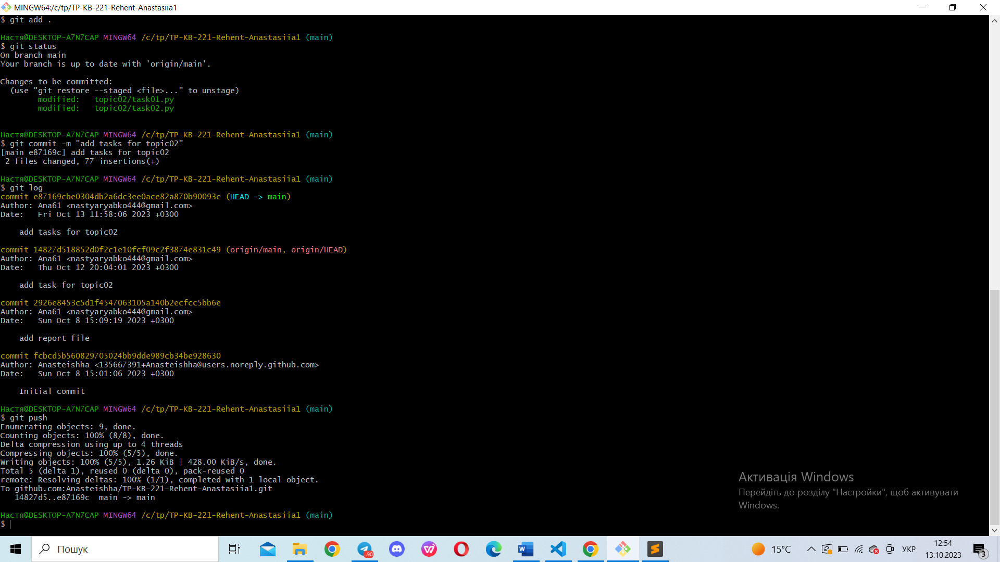 MINGW64:/c/tp/TP-KB-221-Rehent-Anastasiia1
$ git add .
Настя@DESKTOP-A7N7CAP MINGW64 /c/tp/TP-KB-221-Rehent-Anastasiia1 (main)
$ git status
On branch main
Your branch is up to date with 'origin/main'.
Changes to be committed:
(use "git restore --staged <file>..." to unstage)
modified: topic02/task01.py
modified: topic02/task02.py
Настя@DESKTOP-A7N7CAP MINGW64 /c/tp/TP-KB-221-Rehent-Anastasiia1 (main)
$ git commit -m "add tasks for topic02"
[main e87169c] add tasks for topic02
2 files changed, 77 insertions(+)
Настя@DESKTOP-A7N7CAP MINGW64 /c/tp/TP-KB-221-Rehent-Anastasiia1 (main)
$ git log
commit e87169cbe0304db2a6dc3ee0ace82a870b90093c (HEAD -> main)
Author: Ana61 <nastyaryabko444@gmail.com>
Date: Fri Oct 13 11:58:06 2023 +0300
add tasks for topic02
commit 14827d518852d0f2c1e10fcf09c2f3874e831c49 (origin/main, origin/HEAD)
Author: Ana61 <nastyaryabko444@gmail.com>
Date: Thu Oct 12 20:04:01 2023 +0300
add task for topic02
commit 2926e8453c5d1f4547063105a140b2ecfcc5bb6e
Author: Ana61 <nastyaryabko444@gmail.com>
Date: Sun Oct 8 15:09:19 2023 +0300
add report file
commit fcbcd5b560829705024bb9dde989cb34be928630
Author: Anasteishha <135667391+Anasteishha@users.noreply.github.com>
Date: Sun Oct 8 15:01:06 2023 +0300
Initial commit
Настя@DESKTOP-A7N7CAP MINGW64 /c/tp/TP-KB-221-Rehent-Anastasiia1 (main)
$ git push
Enumerating objects: 9, done.
Counting objects: 100% (8/8), done.
Delta compression using up to 4 threads
Compressing objects: 100% (5/5), done.
Writing objects: 100% (5/5), 1.26 KiB | 428.00 KiB/s, done.
Total 5 (delta 1), reused 0 (delta 0), pack-reused 0
remote: Resolving deltas: 100% (1/1), completed with 1 local object.
To github.com:Anasteishha/TP-KB-221-Rehent-Anastasiia1.git
14827d5..e87169c main -> main
Настя@DESKTOP-A7N7CAP MINGW64 /c/tp/TP-KB-221-Rehent-Anastasiia1 (main)
$
Активація Windows
Перейдіть до розділу "Настройки", щоб активувати
Windows.
Пошук
..90
15°C
УКР
12:54
13.10.2023
3